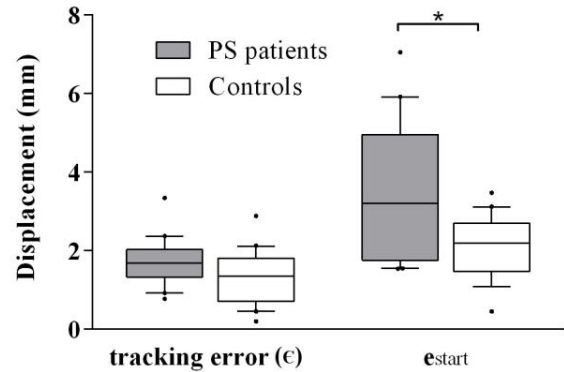 *
8
PS patients
Controls
6
4
2
0
Displacement (mm)
tracking error (ϵ)
estart